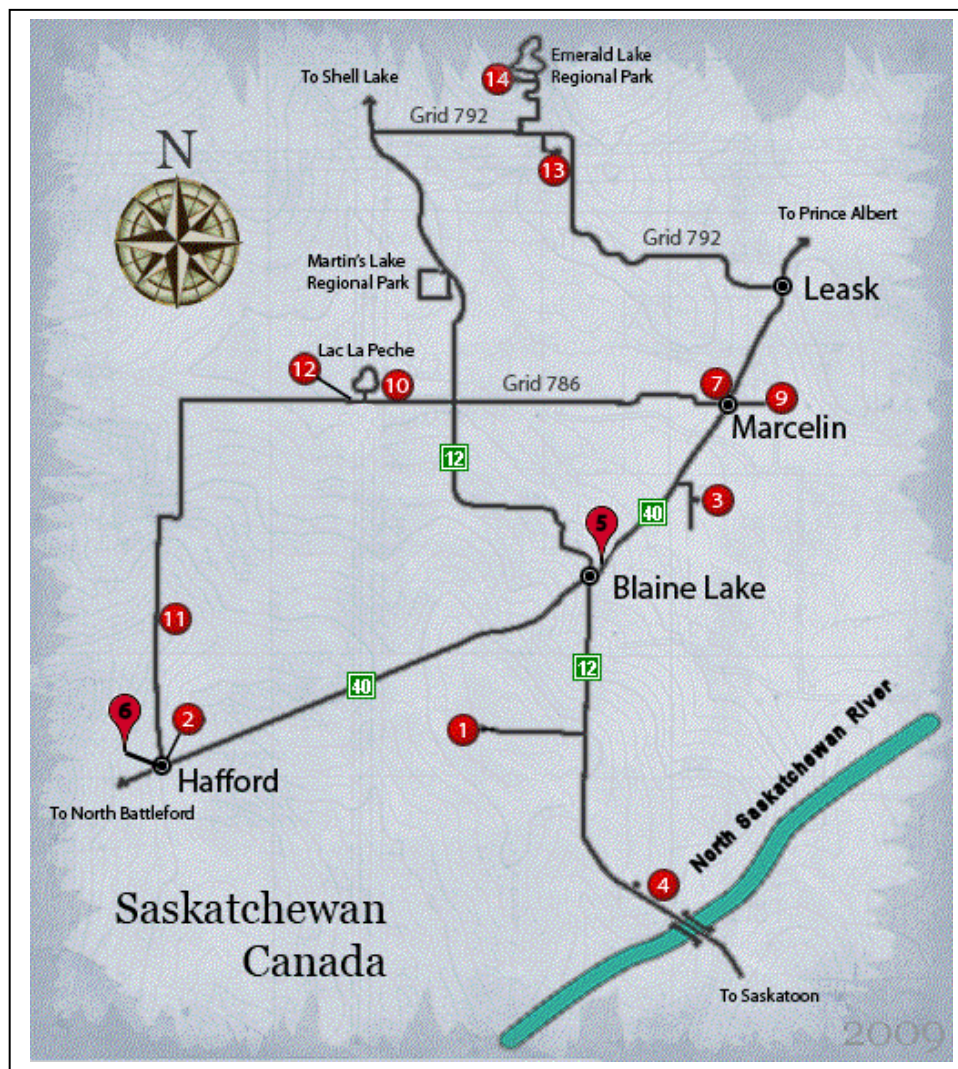 Emerald Lake
Regional Park
To Shell Lake
14
Grid 792
N
13
To Prince Albert
Grid 792
Martin's Lake
Regional Park
Leask
Lac La Peche
12
10
Grid 786
7
9
Marcelin
12
3
40
5
Blaine Lake
11
12
40
6
2
1
Hafford
To North Battleford
North Saskatchewan River
4
Saskatchewan
Canada
To Saskatoon
2009